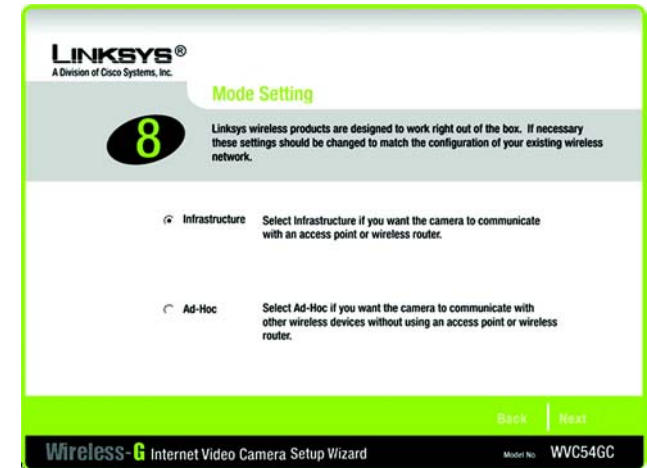 LINKSYS®
A Division of Cisco Systems, Inc.
Mode Setting
8
Linksys wireless products are designed to work right out of the box. If necessary
these settings should be changed to match the configuration of your existing wireless
network.
Infrastructure
Select Infrastructure if you want the camera to communicate
with an access point or wireless router.
Ad-Hoc
Select Ad-Hoc if you want the camera to communicate with
other wireless devices without using an access point or wireless
router.
Back
Next
Wireless-G Internet Video Camera Setup Wizard
Model No. WVC54GC